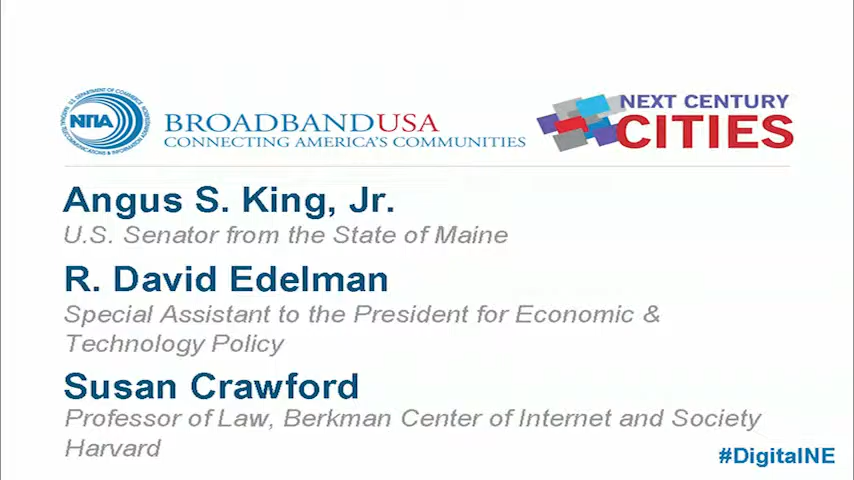 NTIA
BROADBANDUSA
CONNECTING AMERICA'S COMMUNITIES
NEXT CENTURY
CITIES
Angus S. King, Jr.
U.S. Senator from the State of Maine
R. David Edelman
Special Assistant to the President for Economic &
Technology Policy
Susan Crawford
Professor of Law, Berkman Center of Internet and Society
Harvard
#DigitalNE